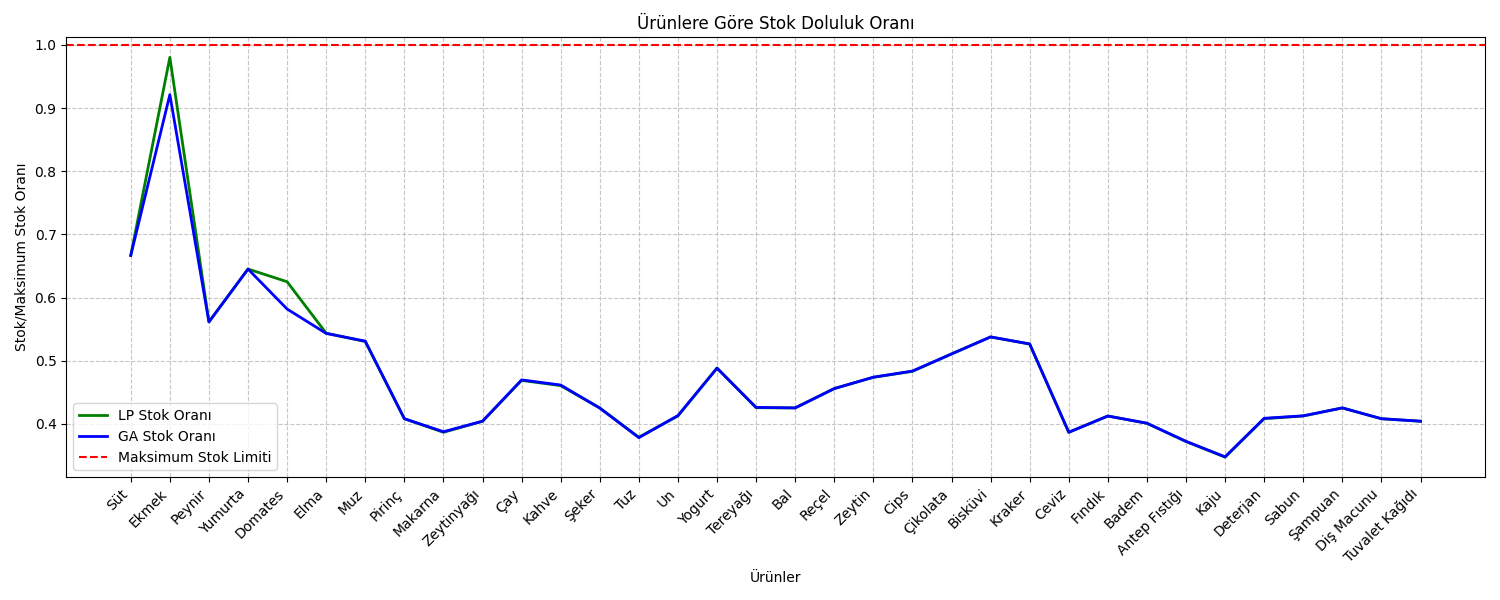 Ürünlere Göre Stok Doluluk Oranı
Stok/Maksimum Stok Oranı
1.0
0.9
0.8
0.7
0.6
0.5
0.4
LP Stok Oranı
GA Stok Oranı
Maksimum Stok Limiti
Süt
Ekmek
Peynir
Yumurta
Domates
Elma
Muz
Pirinç
Makarna
Zeytinyağı
Çay
Kahve
Şeker
Tuz
Un
Yogurt
Tereyağı
Bal
Reçel
Zeytin
Cips
Çikolata
Bisküvi
Kraker
Ceviz
Fındık
Badem
Antep Fıstığı
Kaju
Deterjan
Sabun
Şampuan
Diş Macunu
Tuvalet Kağıdı
Ürünler